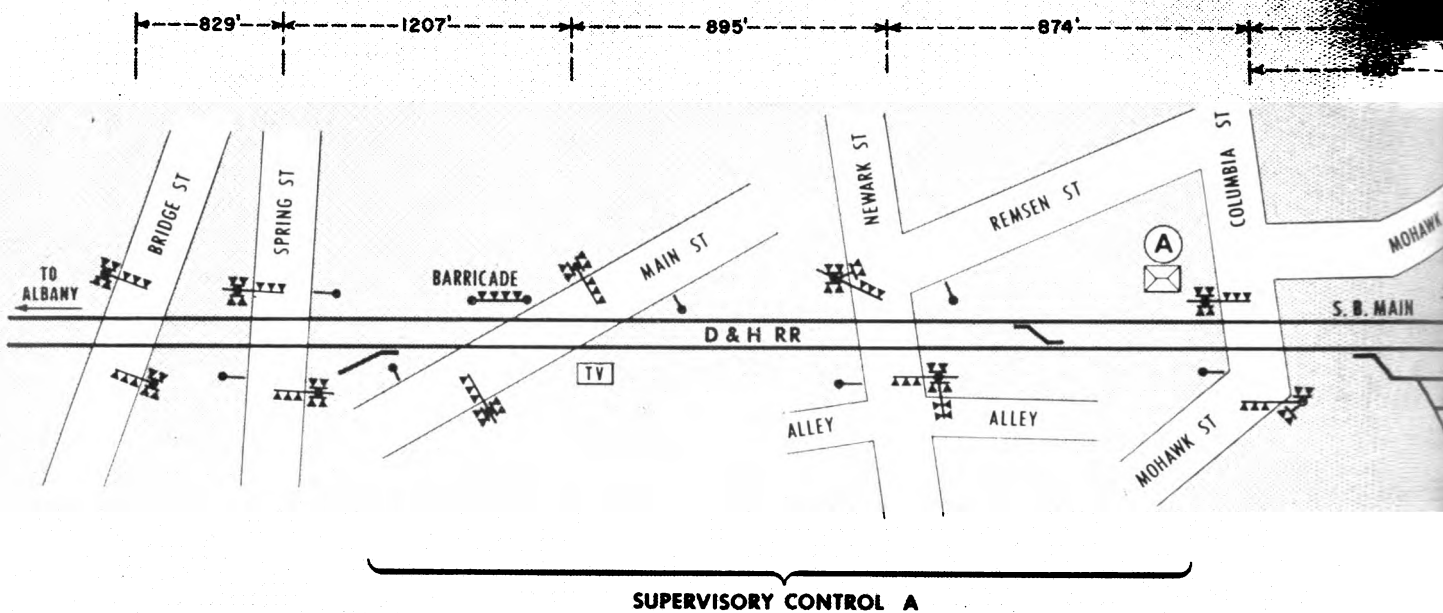 829' 1207' 895' 874'
BRIDGE ST
SPRING ST
NEWARK ST
COLUMBIA ST
REMSEN ST
MAIN ST
MOHAWK
A
TO
ALBANY
BARRICADE
S. B. MAIN
D & H RR
TV
ALLEY
ALLEY
MOHAWK ST
SUPERVISORY CONTROL A